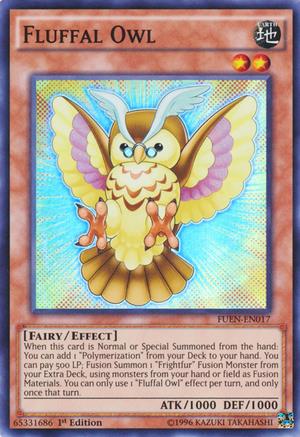 Fluffal Owl
EARTH
地
FUEN-EN017
[Fairy/Effect]
When this card is Normal or Special Summoned from the hand:
You can add 1 "Polymerization" from your Deck to your hand. You
can pay 500 LP; Fusion Summon 1 "Frightfur" Fusion Monster from
your Extra Deck, using monsters from your hand or field as Fusion
Materials. You can only use 1 "Fluffal Owl" effect per turn, and only
once that turn.
ATK/1000 DEF/1000
65331686 1st Edition ©1996 KAZUKI TAKAHASHI